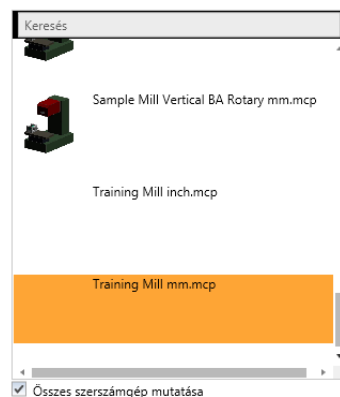 Keresés
Sample Mill Vertical BA Rotary mm.mcp
Training Mill inch.mcp
Training Mill mm.mcp
Összes szerszámgép mutatása